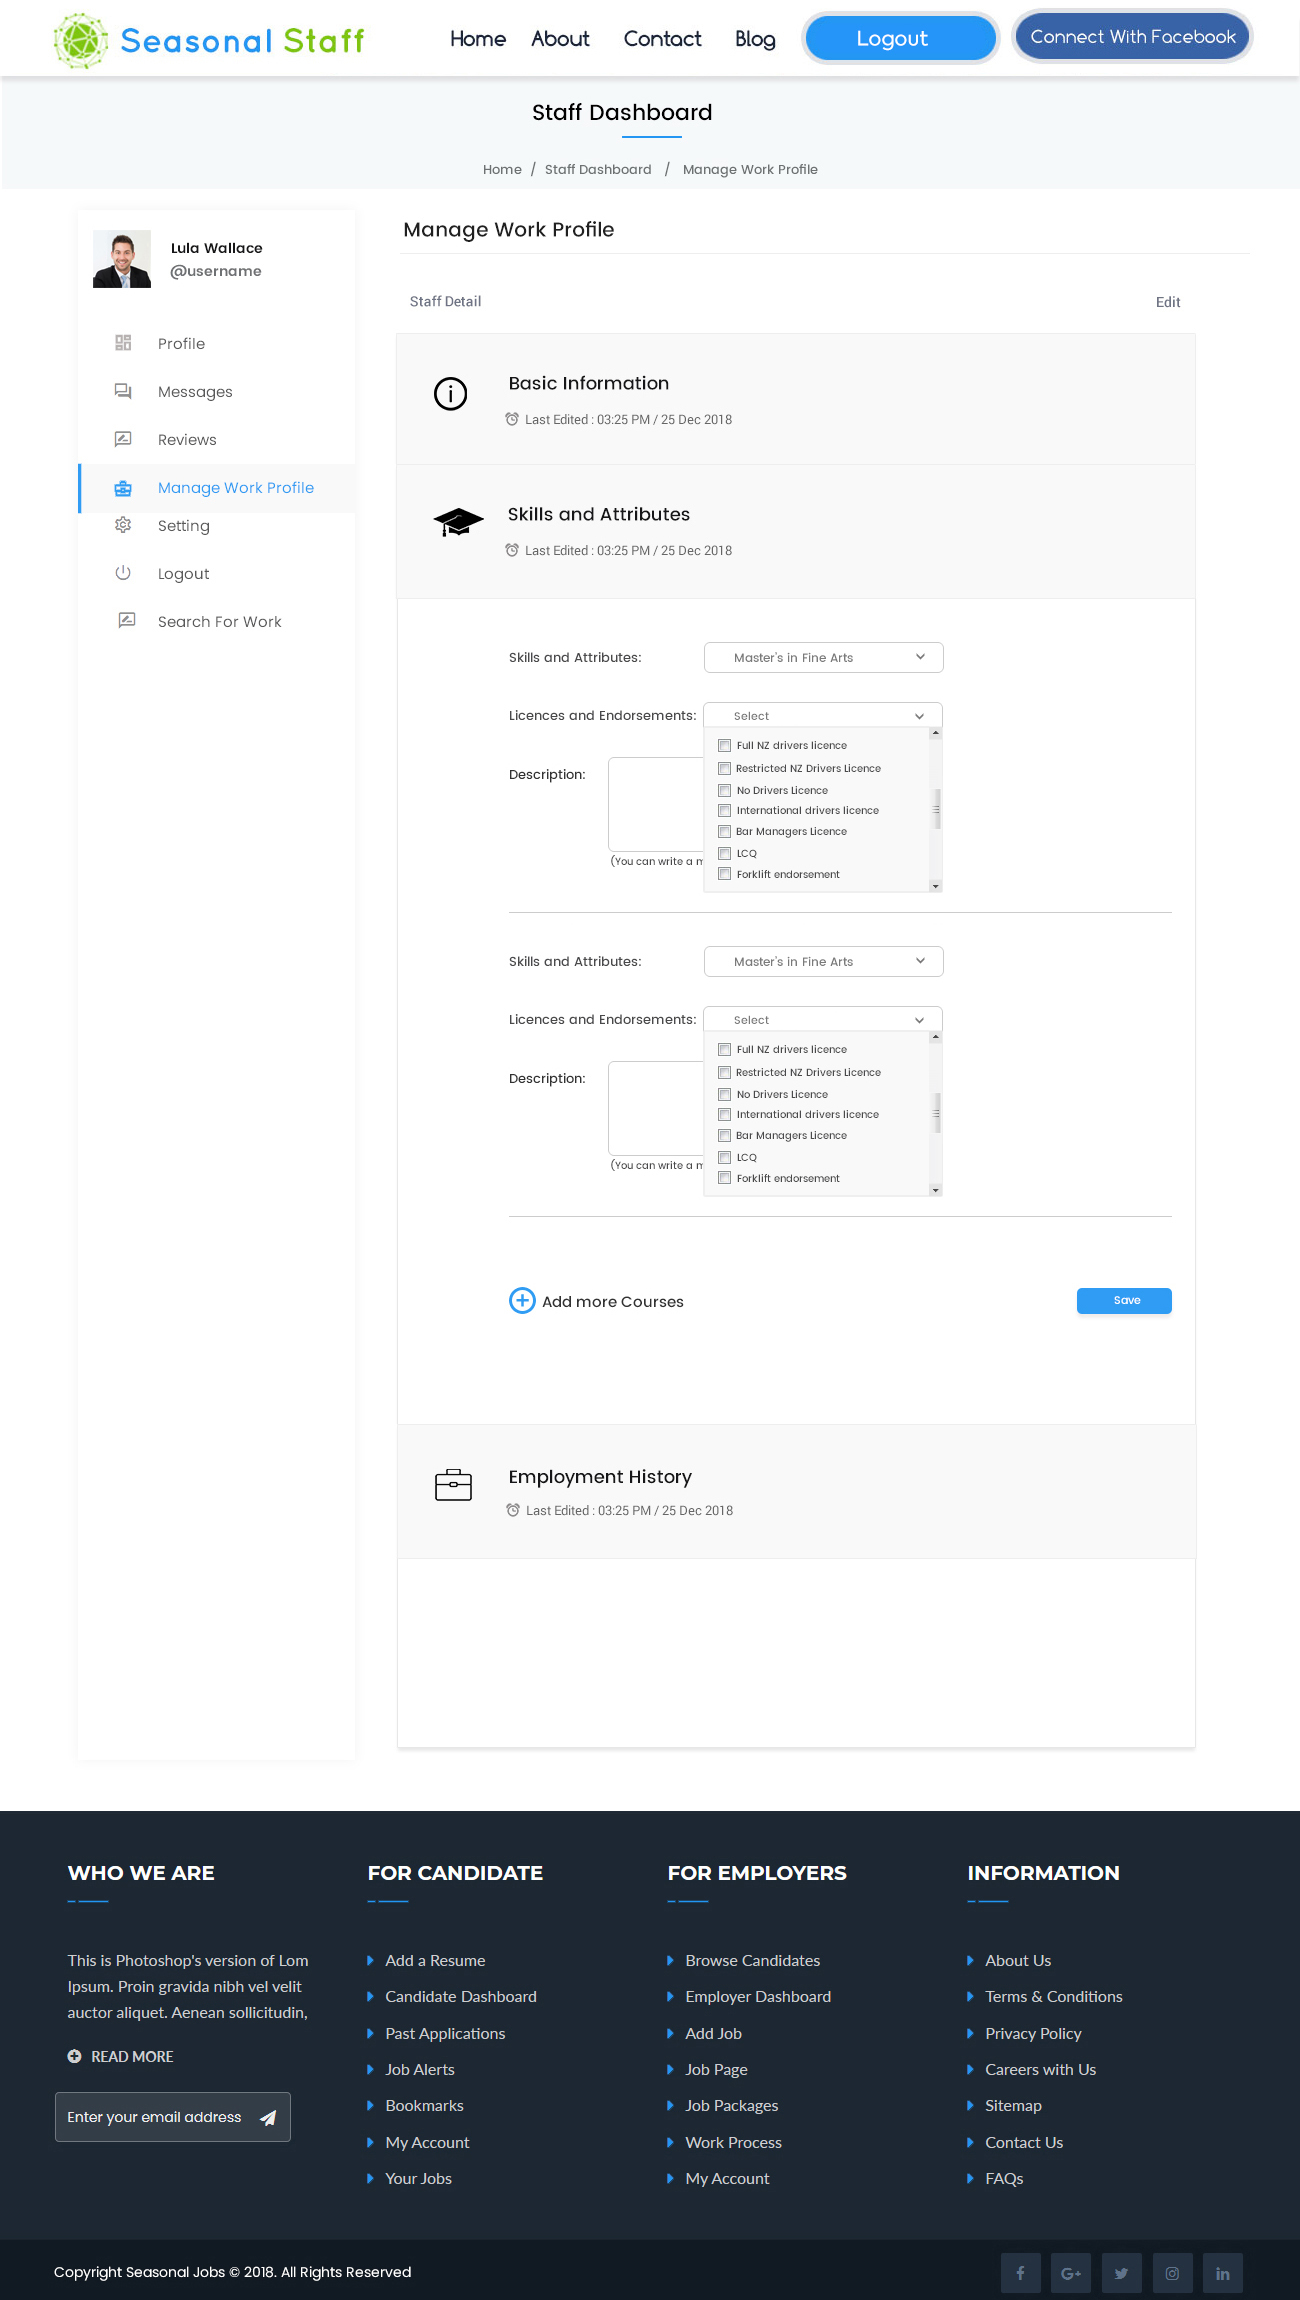 Seasonal Staff
Home About Contact Blog Logout Connect With Facebook
Staff Dashboard
Home / Staff Dashboard / Manage Work Profile
Lula Wallace
@username
Profile
Messages
Reviews
Manage Work Profile
Setting
Logout
Search For Work
Manage Work Profile
Staff Detail Edit
Basic Information
Last Edited : 03:25 PM / 25 Dec 2018
Skills and Attributes
Last Edited : 03:25 PM / 25 Dec 2018
Skills and Attributes: Master's in Fine Arts
Licences and Endorsements: Select
Full NZ drivers licence
Restricted NZ Drivers Licence
No Drivers Licence
International drivers licence
Bar Managers Licence
LCQ
Forklift endorsement
Description:
(You can write a
Skills and Attributes: Master's in Fine Arts
Licences and Endorsements: Select
Full NZ drivers licence
Restricted NZ Drivers Licence
No Drivers Licence
International drivers licence
Bar Managers Licence
LCQ
Forklift endorsement
Description:
(You can write a
Add more Courses Save
Employment History
Last Edited : 03:25 PM / 25 Dec 2018
WHO WE ARE
This is Photoshop's version of Lom
Ipsum. Proin gravida nibh vel velit
auctor aliquet. Aenean sollicitudin,
READ MORE
Enter your email address
FOR CANDIDATE
Add a Resume
Candidate Dashboard
Past Applications
Job Alerts
Bookmarks
My Account
Your Jobs
FOR EMPLOYERS
Browse Candidates
Employer Dashboard
Add Job
Job Page
Job Packages
Work Process
My Account
INFORMATION
About Us
Terms & Conditions
Privacy Policy
Careers with Us
Sitemap
Contact Us
FAQs
Copyright Seasonal Jobs © 2018. All Rights Reserved